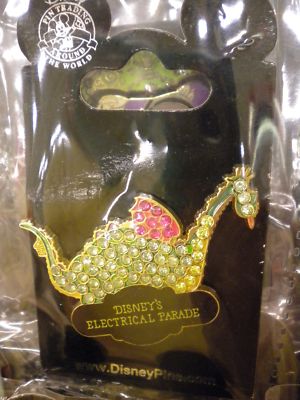 PIN TRADING
AROUND
THE WORLD
DISNEY'S
ELECTRICAL PARADE
www.DisneyPins.com